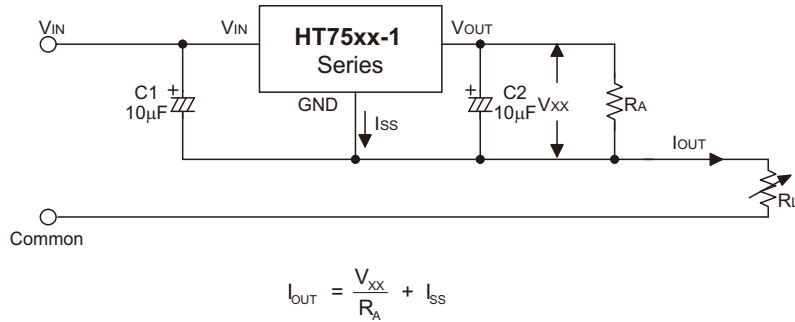 VIN
VIN
HT75xx-1
Series
VOUT
C1
10µF
GND
ISS
C2
10µF
VXX
RA
IOUT
RL
Common
IOUT = VXX / RA + ISS